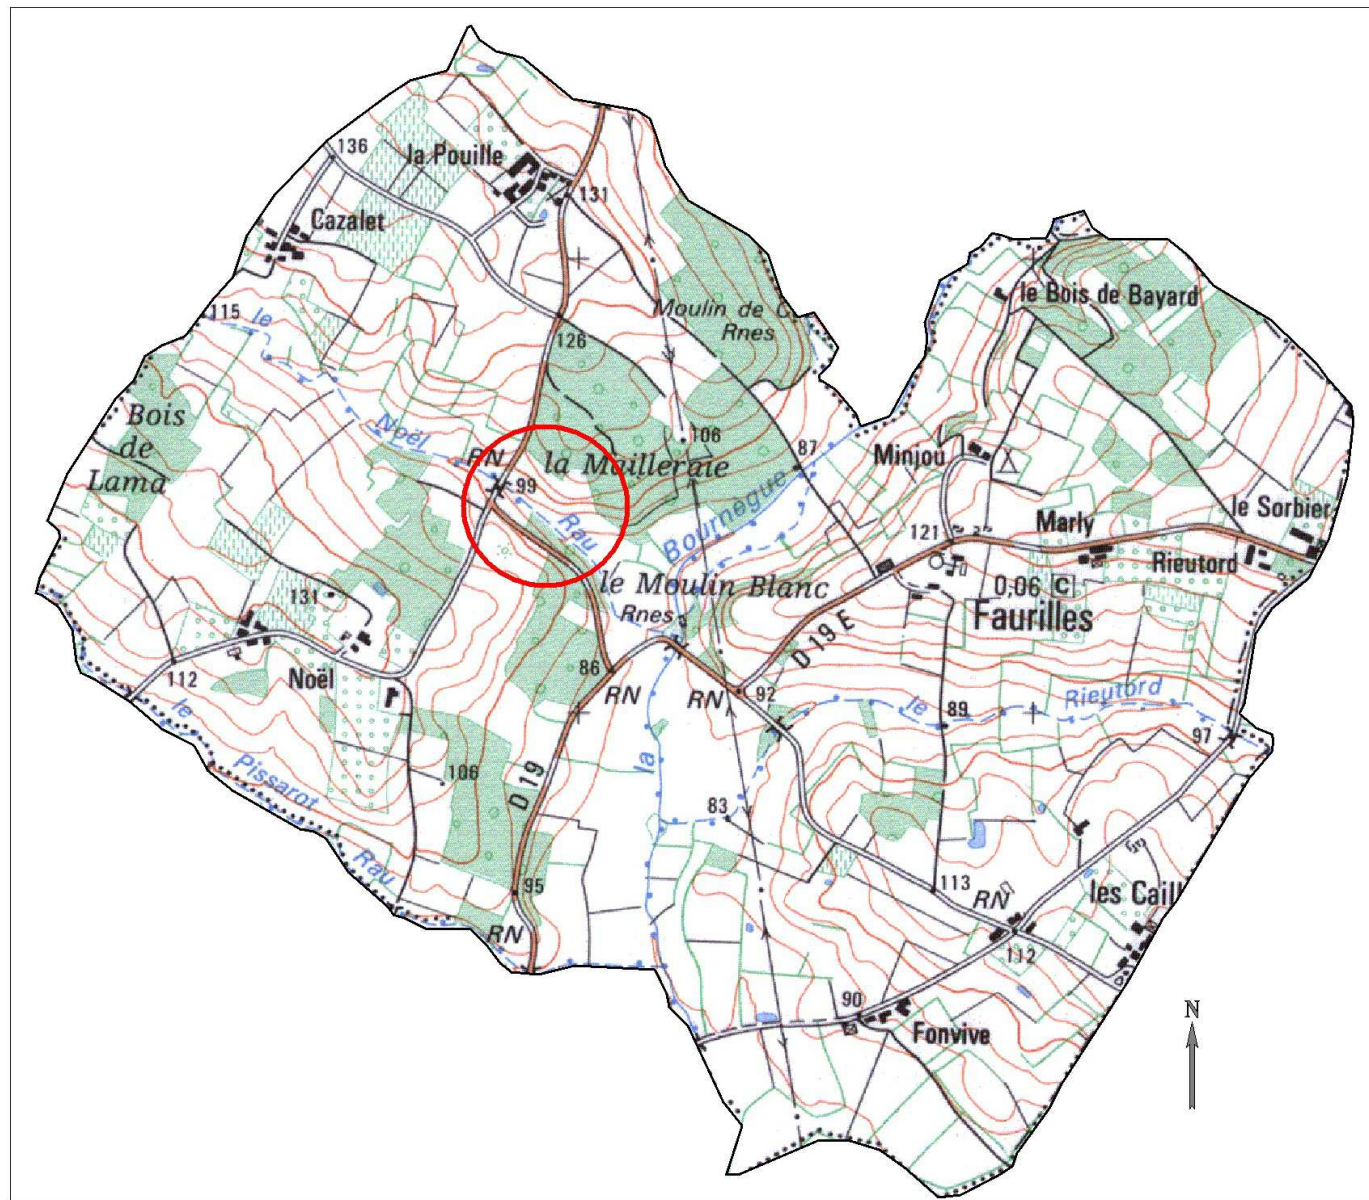 136
la Pouille
131
Cazalet
le Bois de Bayard
Moulin de
Rnes
115
le
126
Bois
de
Lama
Noël
RN
99
la Mailleraie
106
87
Minjou
le Sorbier
Rau
Bournègue
121
Marly
Rieutord
le Moulin Blanc
0,06 C
Faurilles
131
Rnes
D 19 E
112
Noël
86
RN
RN
92
le
89
Rieutord
97
le
Pissarot
Rau
106
D 19
la
83
95
RN
113
RN
les Caill
112
90
Fonvive
N